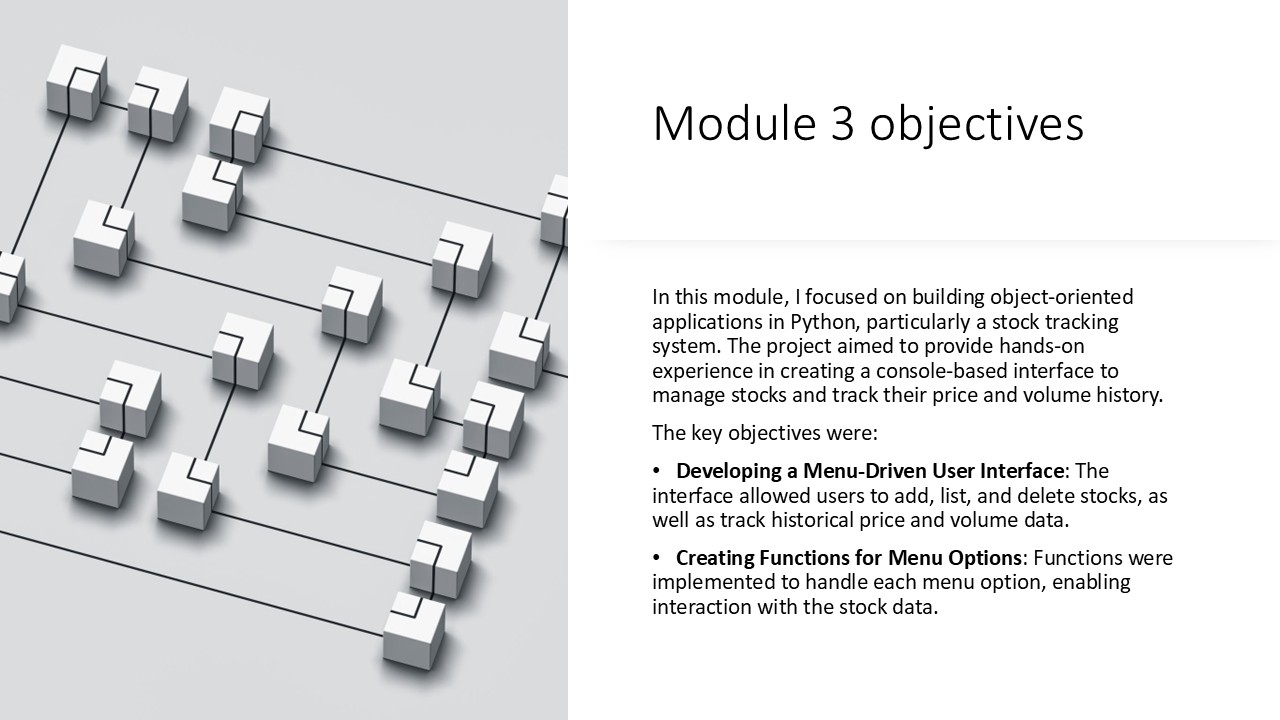 Module 3 objectives
In this module, I focused on building object-oriented
applications in Python, particularly a stock tracking
system. The project aimed to provide hands-on
experience in creating a console-based interface to
manage stocks and track their price and volume history.
The key objectives were:
• Developing a Menu-Driven User Interface: The
interface allowed users to add, list, and delete stocks, as
well as track historical price and volume data.
• Creating Functions for Menu Options: Functions were
implemented to handle each menu option, enabling
interaction with the stock data.